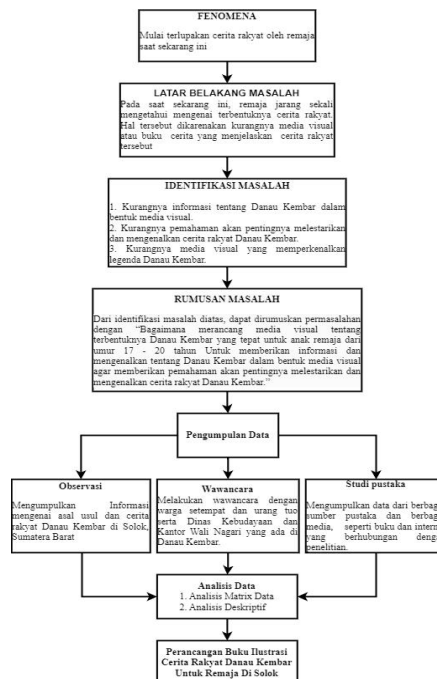 FENOMENA
Mulai terlupakan cerita rakyat oleh remaja
saat sekarang ini
LATAR BELAKANG MASALAH
Pada saat sekarang ini, remaja jarang sekali
mengetahui mengenai terbentuknya cerita rakyat.
Hal tersebut dikarenakan kurangnya media visual
atau buku cerita yang menjelaskan cerita rakyat
tersebut
IDENTIFIKASI MASALAH
1. Kurangnya informasi tentang Danau Kembar dalam
bentuk media visual.
2. Kurangnya pemahaman akan pentingnya melestarikan
dan mengenalkan cerita rakyat Danau Kembar.
3. Kurangnya media visual yang memperkenalkan
legenda Danau Kembar.
RUMUSAN MASALAH
Dari identifikasi masalah diatas, dapat dirumuskan permasalahan
dengan “Bagaimana merancang media visual tentang
terbentuknya Danau Kembar yang tepat untuk anak remaja dari
umur 17 - 20 tahun Untuk memberikan informasi dan
mengenalkan tentang Danau Kembar dalam bentuk media visual
agar memberikan pemahaman akan pentingnya melestarikan dan
mengenalkan cerita rakyat Danau Kembar.”
Pengumpulan Data
Observasi
Mengumpulkan Informasi
mengenai asal usul dan cerita
rakyat Danau Kembar di Solok,
Sumatera Barat
Wawancara
Melakukan wawancara dengan
warga setempat dan urang tuo
serta Dinas Kebudayaan dan
Kantor Wali Nagari yang ada di
Danau Kembar.
Studi pustaka
Mengumpulkan data dari berbag
sumber pustaka dan berbag
media, seperti buku dan intern
yang berhubungan denga
penelitian.
Analisis Data
1. Analisis Matrix Data
2. Analisis Deskriptif
Perancangan Buku Ilustrasi
Cerita Rakyat Danau Kembar
Untuk Remaja Di Solok